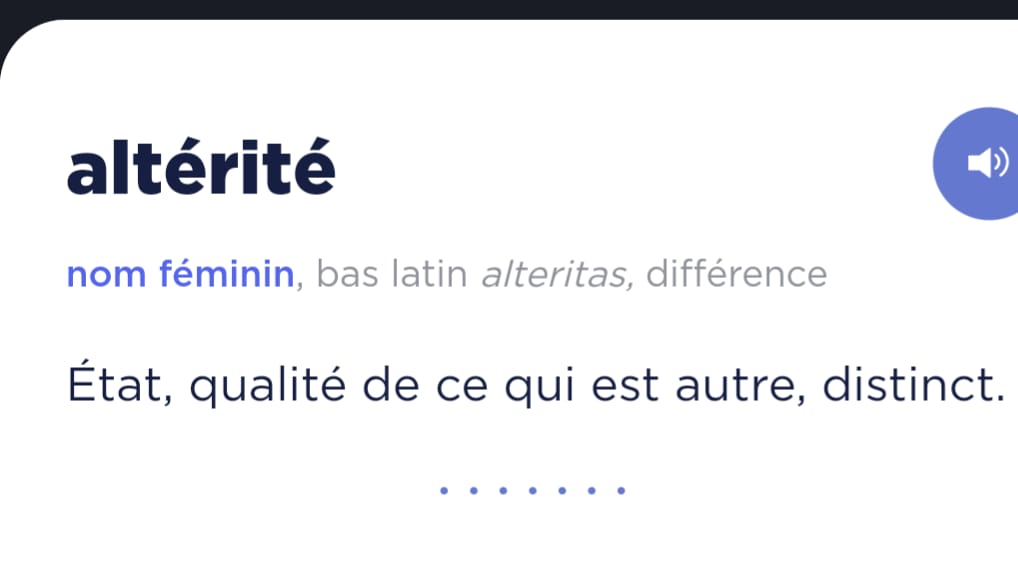 altérité
nom féminin, bas latin alteritas, différence
État, qualité de ce qui est autre, distinct.